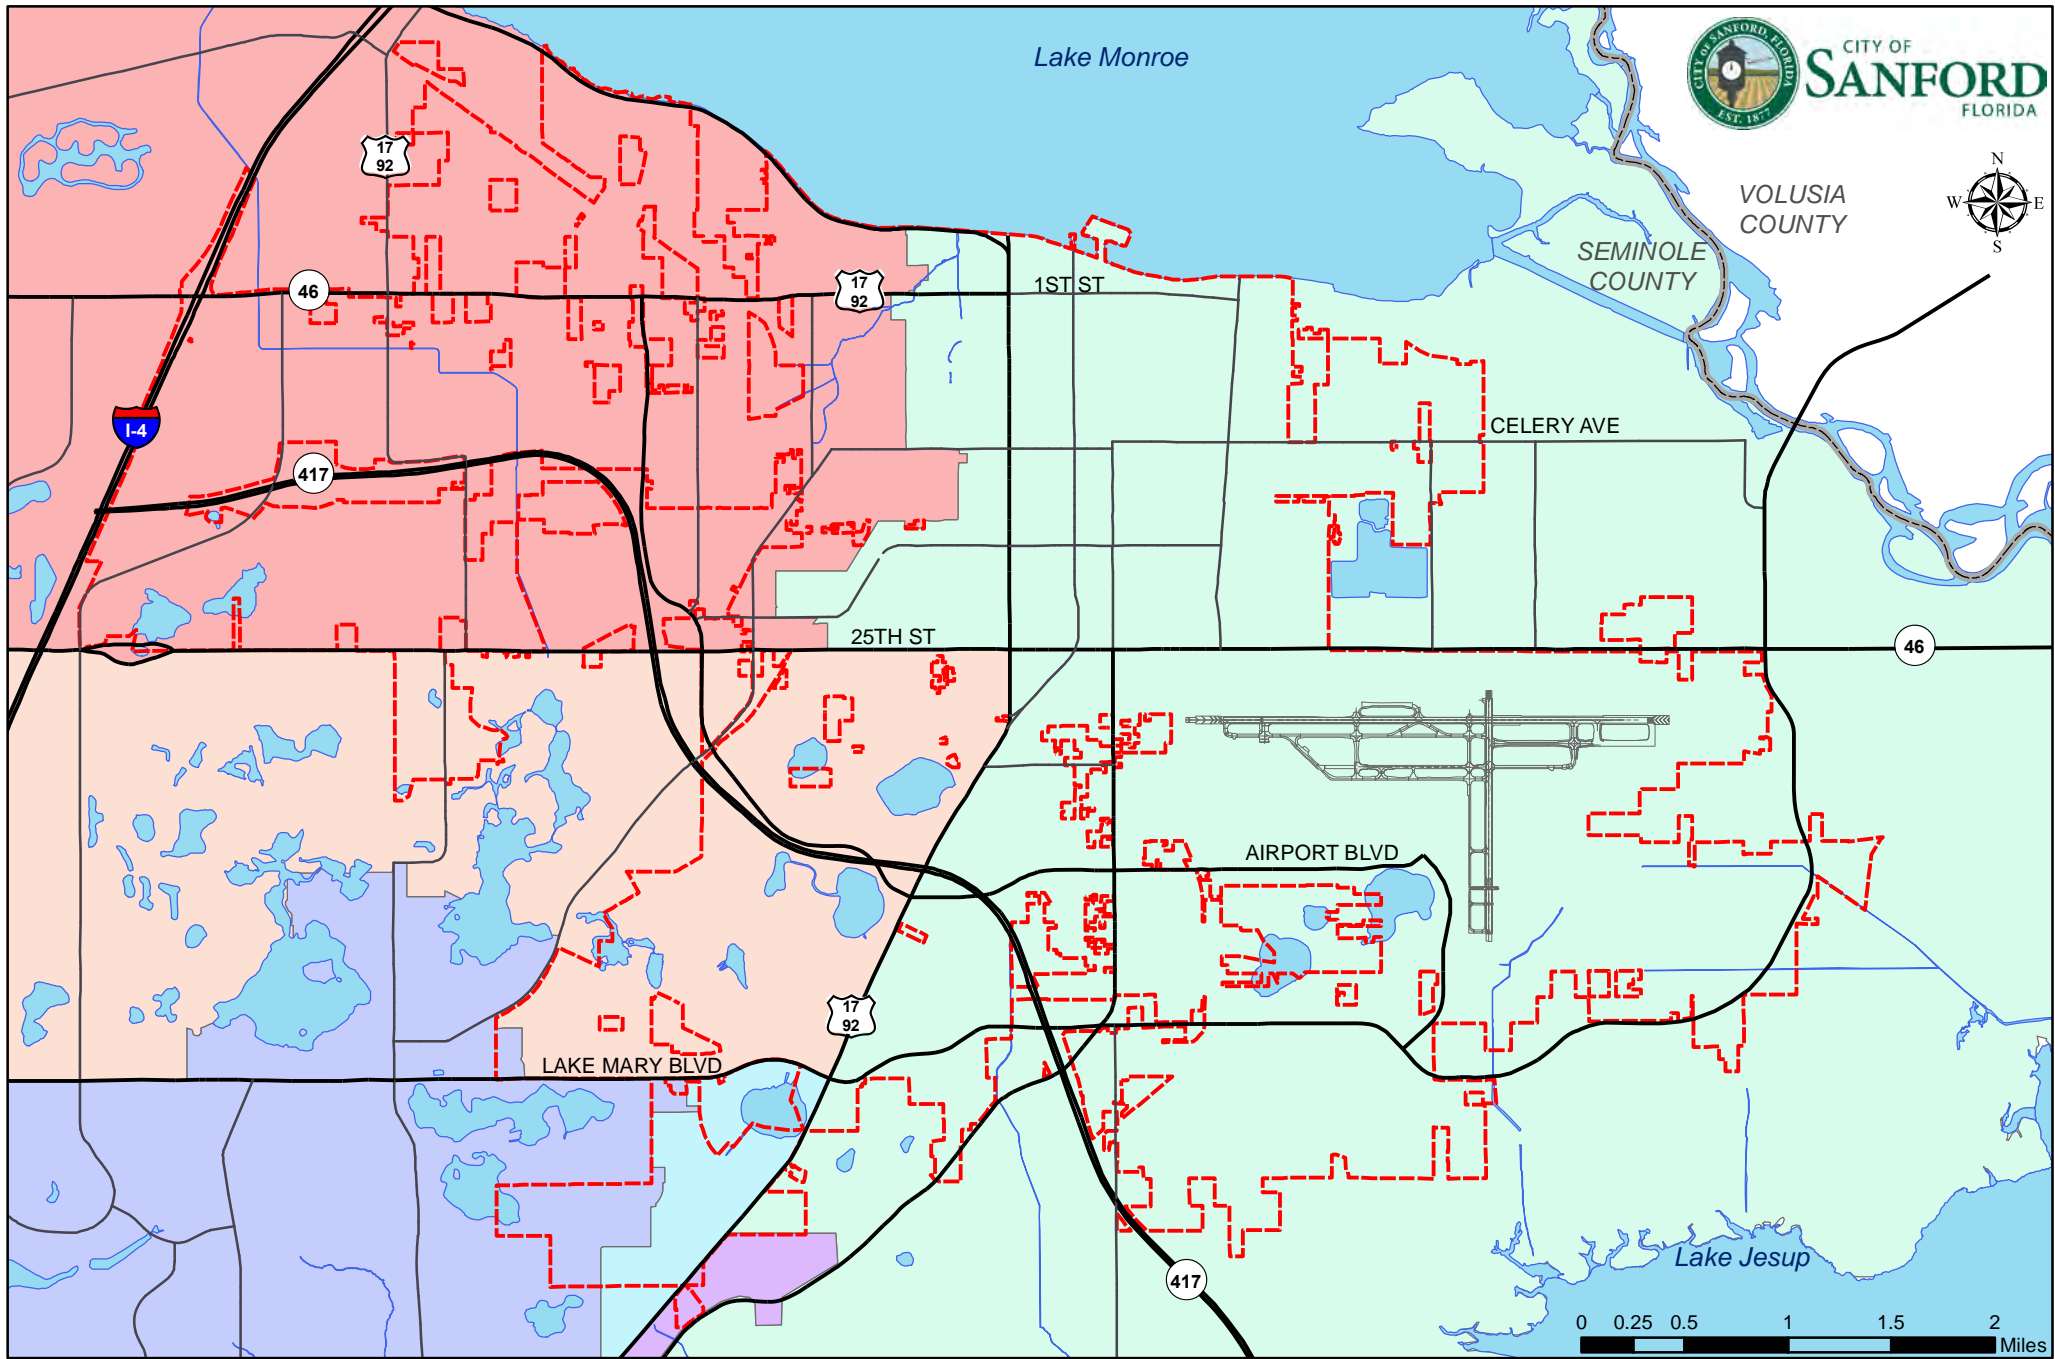 Lake Monroe
CITY OF SANFORD, FLORIDA
EST. 1877
CITY OF
SANFORD
FLORIDA
N
W E
S
VOLUSIA
COUNTY
SEMINOLE
COUNTY
17
92
46
17
92
1ST ST
I-4
417
CELERY AVE
25TH ST
46
AIRPORT BLVD
17
92
LAKE MARY BLVD
Lake Jesup
417
0 0.25 0.5 1 1.5 2
Miles